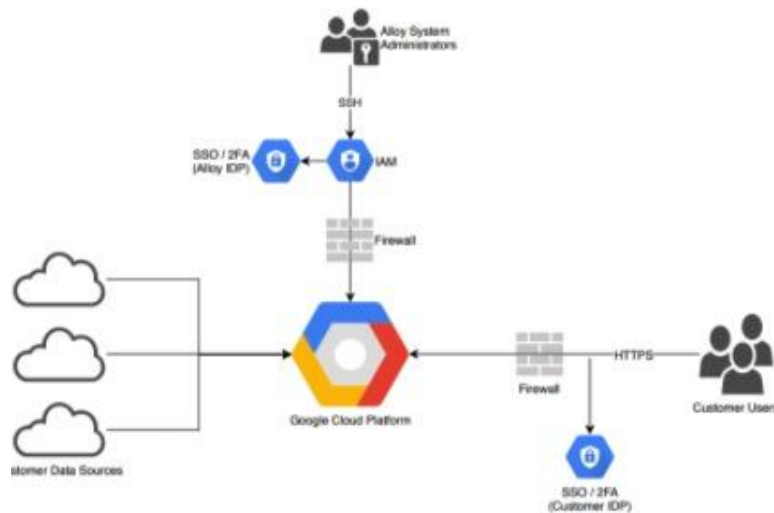 Alloy System
Administrators
SSH
SSO / 2FA
(Alloy IDP)
IAM
Firewall
HTTPS
Firewall
Google Cloud Platform
Customer Users
stomer Data Sources
SSO / 2FA
(Customer IDP)